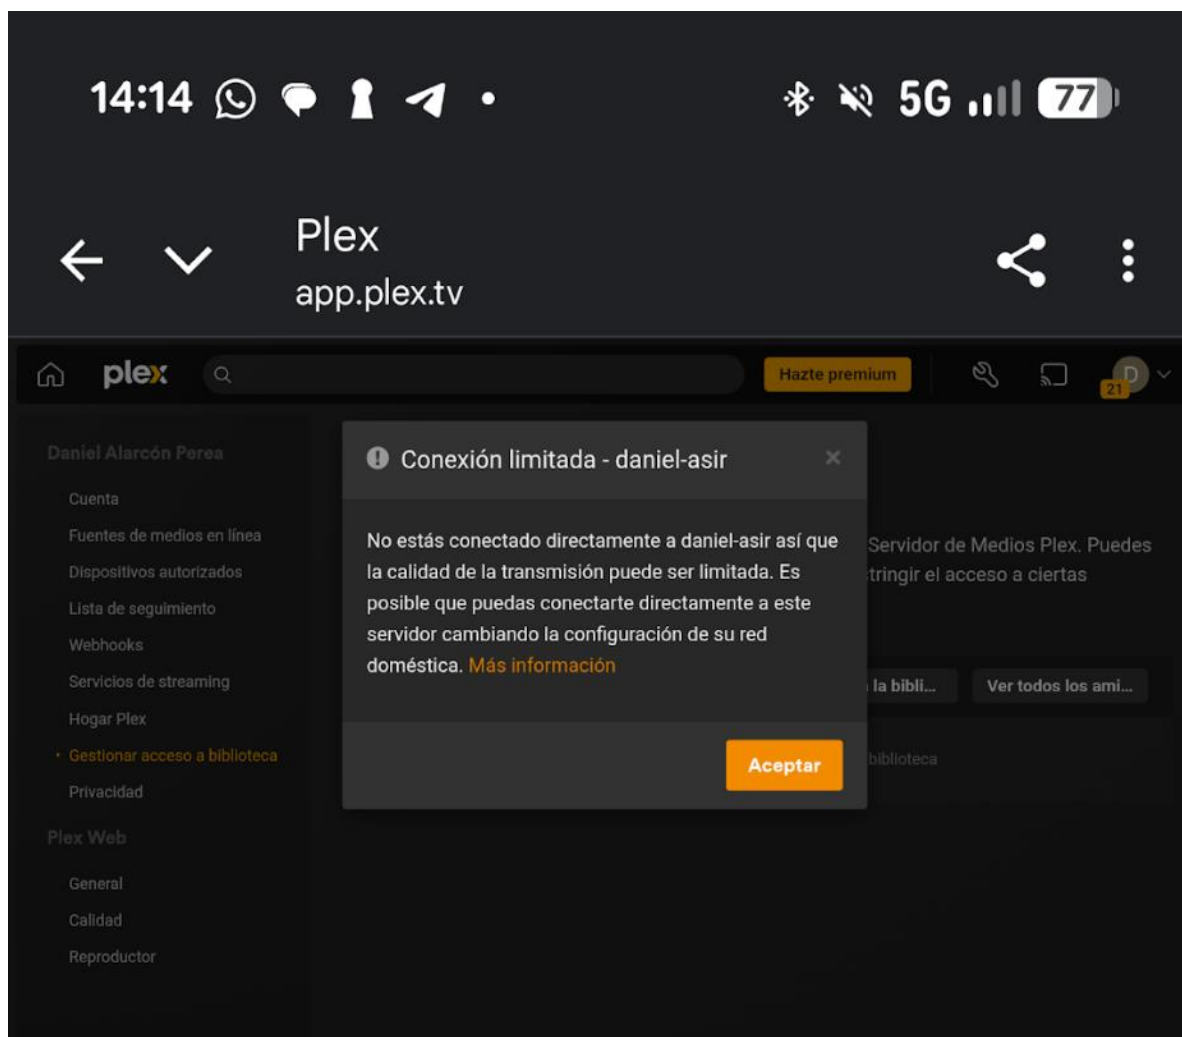 14:14
5G
77
Plex
app.plex.tv
plex
Hazte premium
D
21
Daniel Alarcón Perea
Cuenta
Fuentes de medios en línea
Dispositivos autorizados
Lista de seguimiento
Webhooks
Servicios de streaming
Hogar Plex
Gestionar acceso a biblioteca
Privacidad
Plex Web
General
Calidad
Reproductor
Conexión limitada - daniel-asir
No estás conectado directamente a daniel-asir así que
la calidad de la transmisión puede ser limitada. Es
posible que puedas conectarte directamente a este
servidor cambiando la configuración de su red
doméstica. Más información
Aceptar
Servidor de Medios Plex. Puedes
tringir el acceso a ciertas
la bibli...
Ver todos los ami...
biblioteca